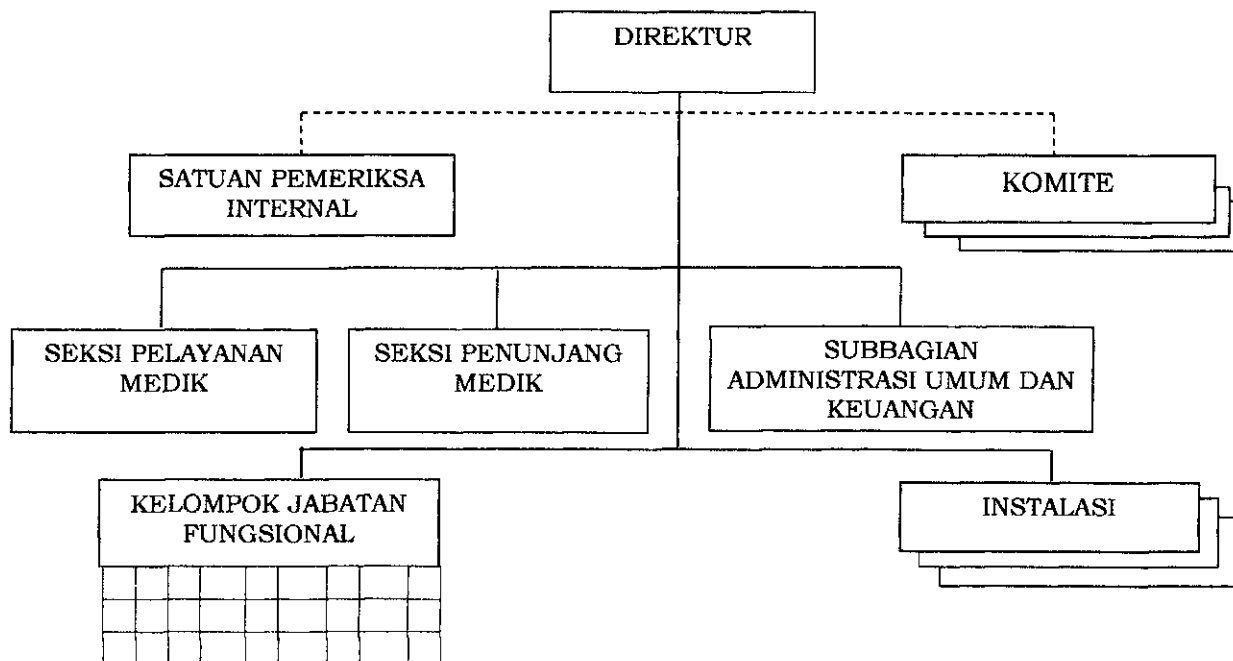 DIREKTUR
SATUAN PEMERIKSA
INTERNAL
KOMITE
SEKSI PELAYANAN
MEDIK
SEKSI PENUNJANG
MEDIK
SUBBAGIAN
ADMINISTRASI UMUM DAN
KEUANGAN
KELOMPOK JABATAN
FUNGSIONAL
INSTALASI